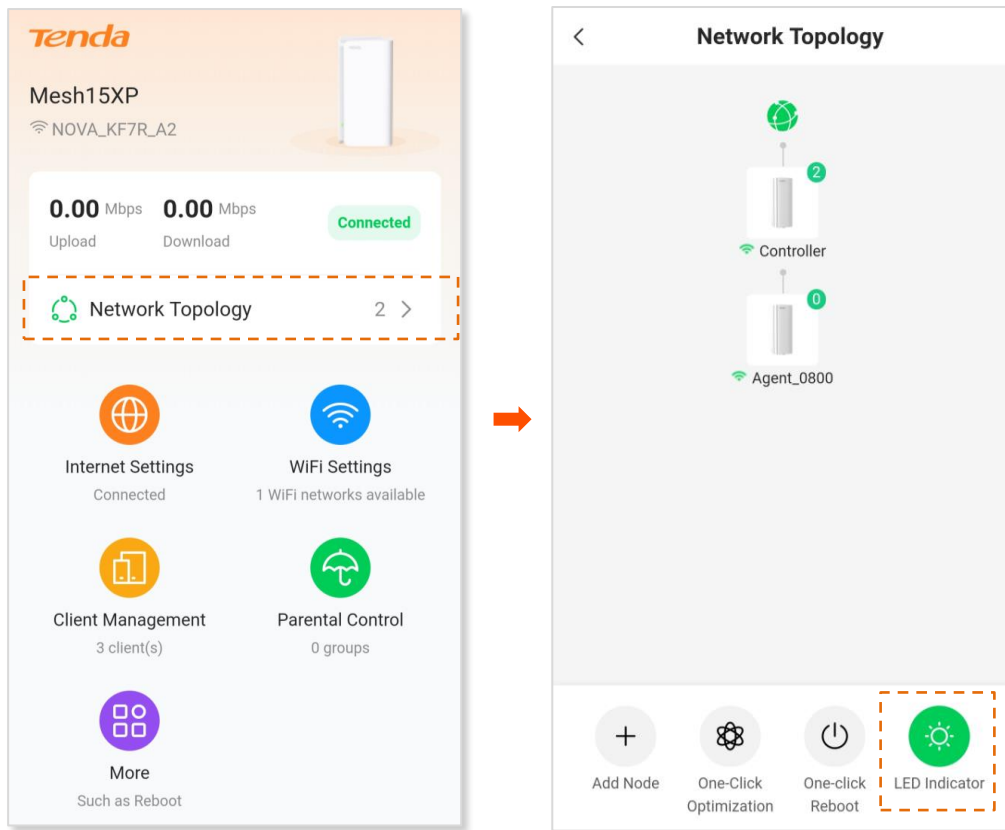 Tenda
Mesh15XP
NOVA_KF7R_A2
0.00 Mbps 0.00 Mbps
Upload Download
Connected
Network Topology 2
Internet Settings
Connected
WiFi Settings
1 WiFi networks available
Client Management
3 client(s)
Parental Control
0 groups
More
Such as Reboot
Network Topology
2
Controller
0
Agent_0800
Add Node
One-Click
Optimization
One-click
Reboot
LED Indicator